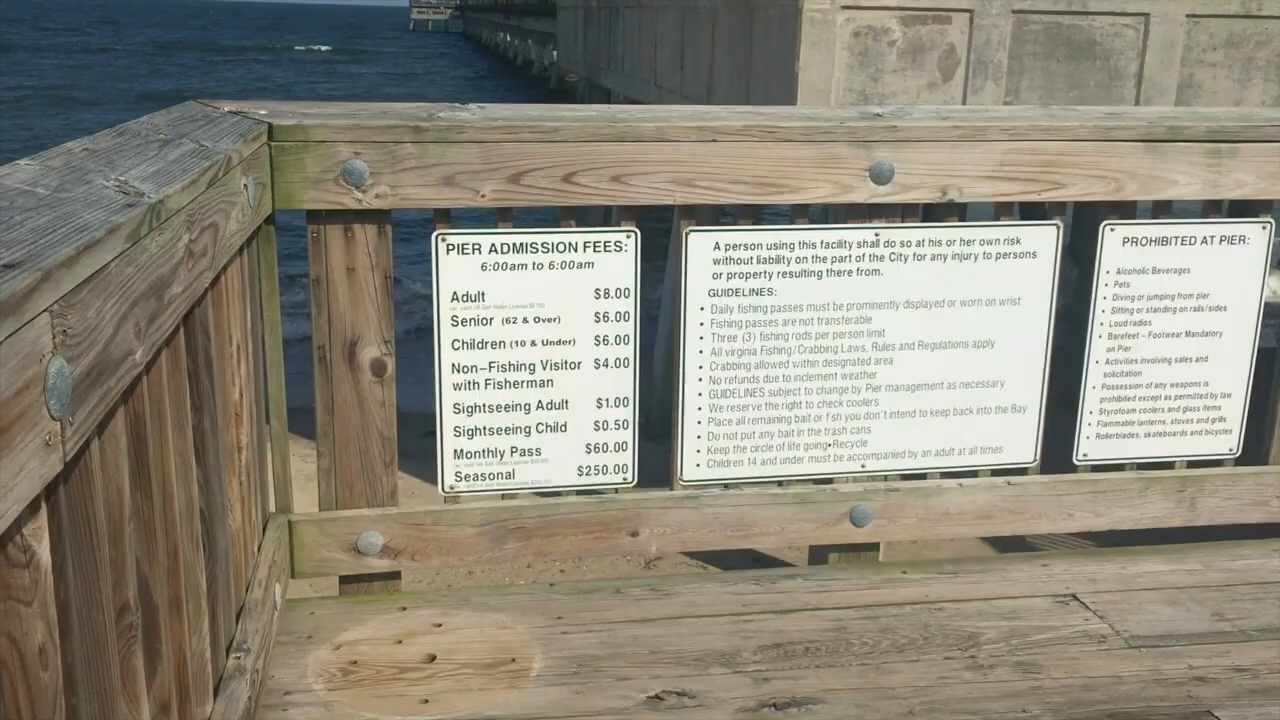 PIER ADMISSION FEES:
6:00am to 6:00am
Adult $8.00
Senior (62 & Over) $6.00
Children (10 & Under) $6.00
Non-Fishing Visitor $4.00
with Fisherman
Sightseeing Adult $1.00
Sightseeing Child $0.50
Monthly Pass $60.00
Seasonal $250.00
A person using this facility shall do so at his or her own risk
without liability on the part of the City for any injury to persons
or property resulting there from.
GUIDELINES:
• Daily fishing passes must be prominently displayed or worn on wrist
• Fishing passes are not transferable
• Three (3) fishing rods per person limit
• All virginia Fishing/Crabbing Laws, Rules and Regulations apply
• Crabbing allowed within designated area
• No refunds due to inclement weather
• GUIDELINES subject to change by Pier management as necessary
• We reserve the right to check coolers
• Place all remaining bait or f sh you don't intend to keep back into the Bay
• Do not put any bait in the trash cans
• Keep the circle of life going•Recycle
• Children 14 and under must be accompanied by an adult at all times
PROHIBITED AT PIER:
• Alcoholic Beverages
• Pets
• Diving or jumping from pier
• Sitting or standing on rails/sides
• Loud radios
• Barefeet – Footwear Mandatory
on Pier
• Activities involving sales and
solicitation
• Possession of any weapons is
prohibited except as permitted by law
• Styrofoam coolers and glass items
• Flammable lanterns, stoves and grills
• Rollerblades, skateboards and bicycles